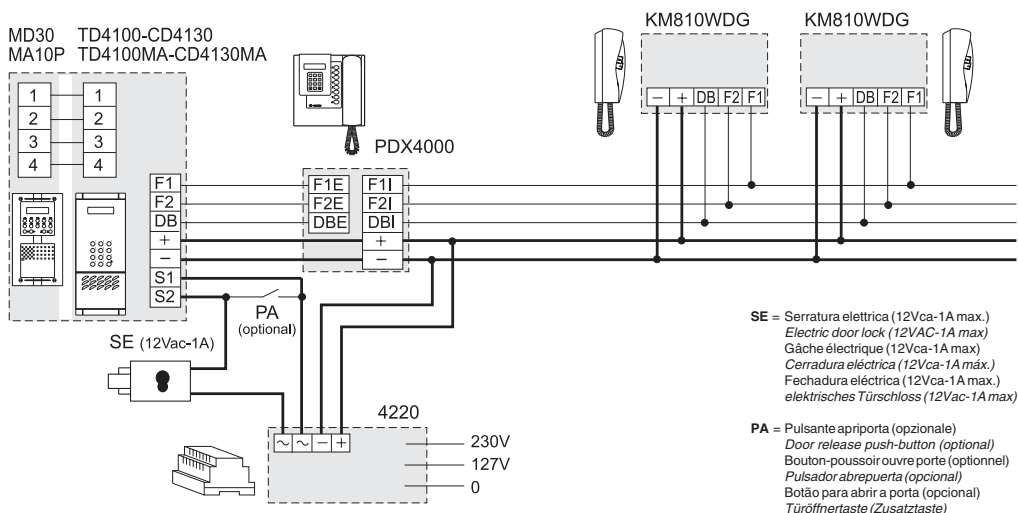 MD30 TD4100-CD4130
MA10P TD4100MA-CD4130MA
KM810WDG
KM810WDG
1 1
2 2
3 3
4 4
PDX4000
− + DB F2 F1
− + DB F2 F1
F1
F2
DB
+
−
S1
S2
F1E F1I
F2E F2I
DBE DBI
+
−
PA
(optional)
SE (12Vac-1A)
4220
~ ~ − +
230V
127V
0
SE = Serratura elettrica (12Vca-1A max.)
Electric door lock (12VAC-1A max)
Gâche électrique (12Vca-1A max)
Cerradura eléctrica (12Vca-1A máx.)
Fechadura eléctrica (12Vca-1A max.)
elektrisches Türschloss (12Vac-1A max)
PA = Pulsante apriporta (opzionale)
Door release push-button (optional)
Bouton-poussoir ouvre porte (optionnel)
Pulsador abrepuerta (opcional)
Botão para abrir a porta (opcional)
Türöffnertaste (Zusatztaste)